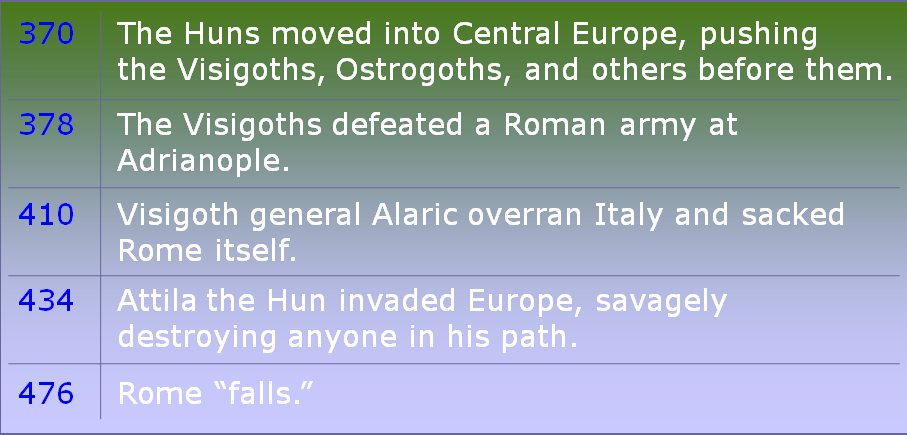 370 The Huns moved into Central Europe, pushing
the Visigoths, Ostrogoths, and others before them.
378 The Visigoths defeated a Roman army at
Adrianople.
410 Visigoth general Alaric overran Italy and sacked
Rome itself.
434 Attila the Hun invaded Europe, savagely
destroying anyone in his path.
476 Rome “falls.”